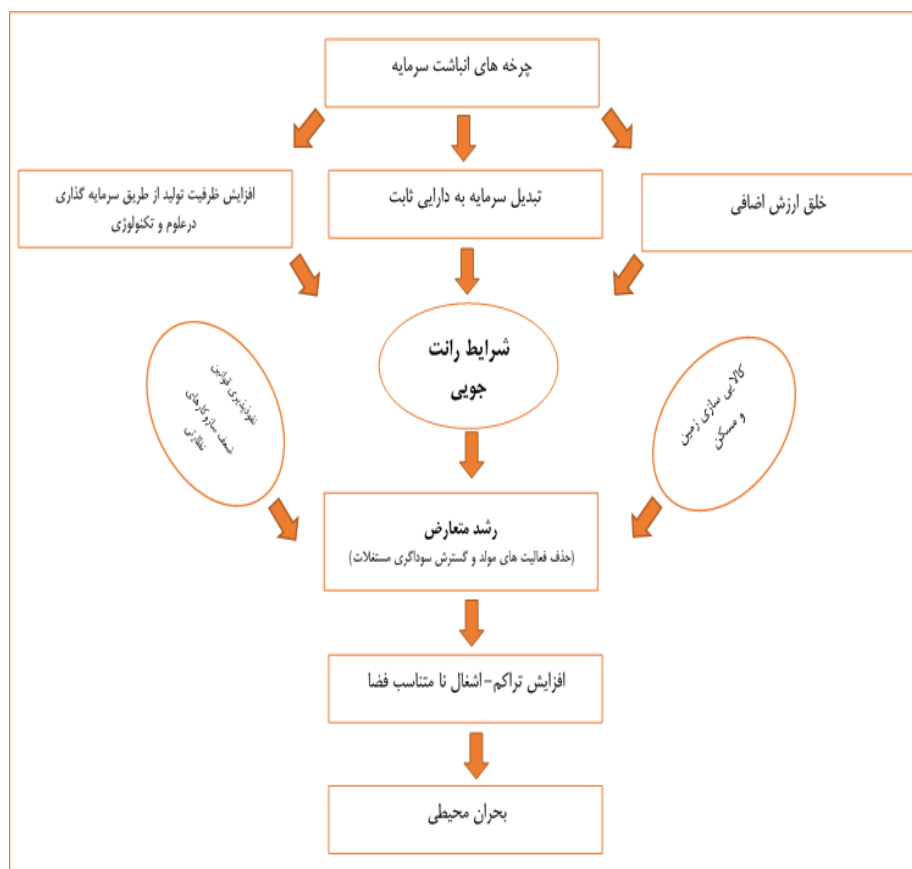 چرخه های انباشت سرمایه
خلق ارزش اضافی
تبدیل سرمایه به دارایی ثابت
افزایش ظرفیت تولید از طریق سرمایه گذاری
درعلوم و تکنولوژی
شرایط رانت
جویی
کالایی سازی زمین
و مسکن
نفوذپذیری قوانین
ضعف سازوکارهای
نظارتی
رشد متعارض
(حذف فعالیت های مولد و گسترش سوداگری مستغلات)
افزایش تراکم-اشغال نا متناسب فضا
بحران محیطی